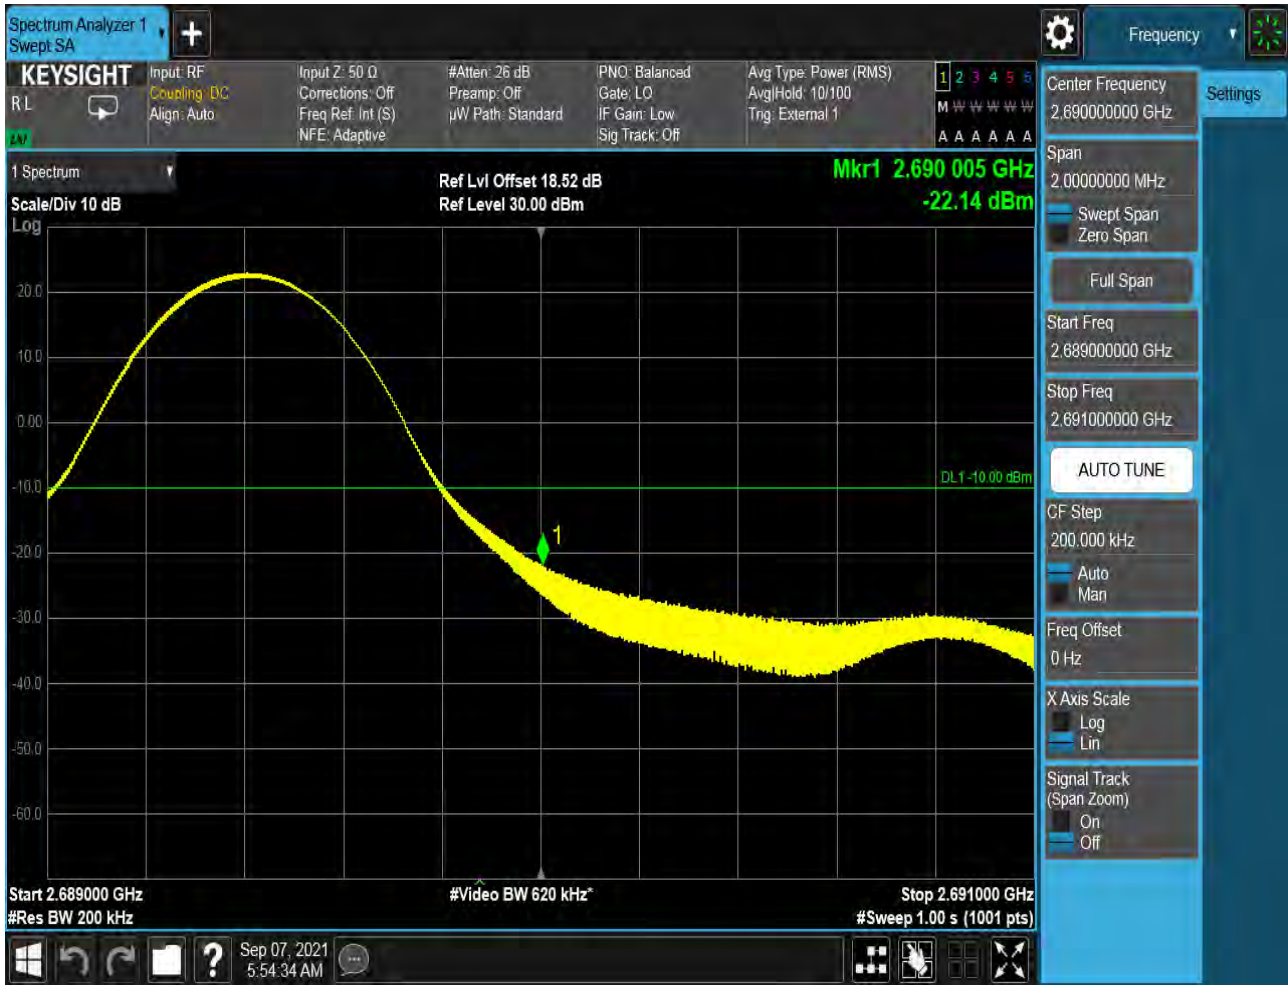 Spectrum Analyzer 1
Swept SA
+
Frequency
KEYSIGHT
R L
LNI
Input: RF
Coupling: DC
Align: Auto
Input Z: 50 Ω
Corrections: Off
Freq Ref: Int (S)
NFE: Adaptive
#Atten: 26 dB
Preamp: Off
µW Path: Standard
PNO: Balanced
Gate: LO
IF Gain: Low
Sig Track: Off
Avg Type: Power (RMS)
Avg|Hold: 10/100
Trig: External 1
1 2 3 4 5 6
M W W W W W
A A A A A A
1 Spectrum
Scale/Div 10 dB
Log
Ref Lvl Offset 18.52 dB
Ref Level 30.00 dBm
Mkr1 2.690 005 GHz
-22.14 dBm
20.0
10.0
0.00
-10.0
-20.0
-30.0
-40.0
-50.0
-60.0
DL1 -10.00 dBm
1
Start 2.689000 GHz
#Res BW 200 kHz
#Video BW 620 kHz*
Stop 2.691000 GHz
#Sweep 1.00 s (1001 pts)
?
Sep 07, 2021
5:54:34 AM
Center Frequency
2.690000000 GHz
Settings
Span
2.00000000 MHz
Swept Span
Zero Span
Full Span
Start Freq
2.689000000 GHz
Stop Freq
2.691000000 GHz
AUTO TUNE
CF Step
200.000 kHz
Auto
Man
Freq Offset
0 Hz
X Axis Scale
Log
Lin
Signal Track
(Span Zoom)
On
Off